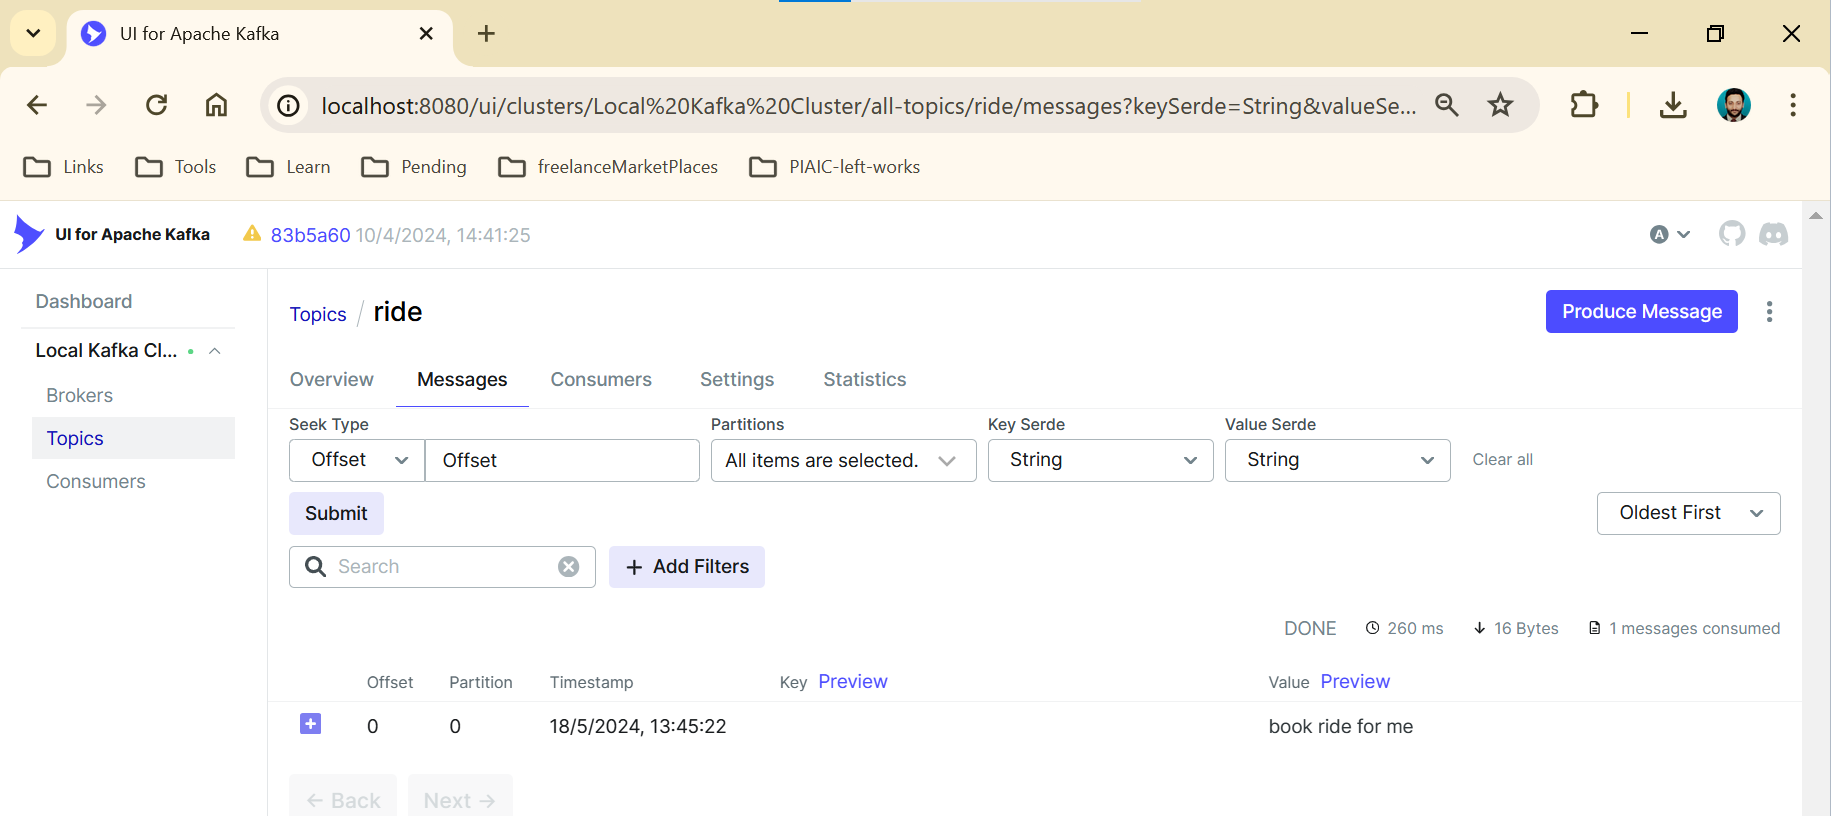 UI for Apache Kafka
localhost:8080/ui/clusters/Local%20Kafka%20Cluster/all-topics/ride/messages?keySerde=String&valueSe...
Links Tools Learn Pending freelanceMarketPlaces PIAIC-left-works
UI for Apache Kafka 83b5a60 10/4/2024, 14:41:25 A
Dashboard
Local Kafka Cl...
Brokers
Topics
Consumers
Topics / ride Produce Message
Overview Messages Consumers Settings Statistics
Seek Type Partitions Key Serde Value Serde
Offset Offset All items are selected. String String Clear all
Submit Oldest First
Search + Add Filters
DONE 260 ms 16 Bytes 1 messages consumed
Offset Partition Timestamp Key Preview Value Preview
0 0 18/5/2024, 13:45:22 book ride for me
← Back Next →